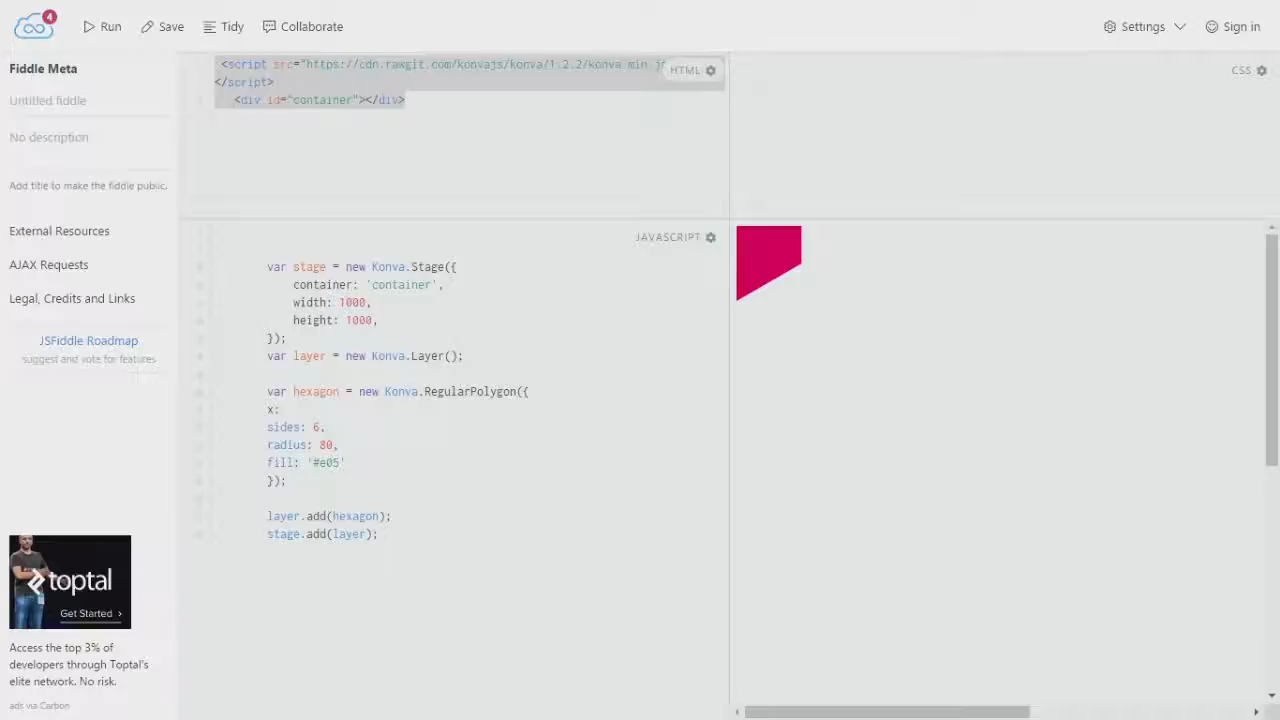 4
Run
Save
Tidy
Collaborate
Settings
Sign in
Fiddle Meta
Untitled fiddle
No description
Add title to make the fiddle public.
External Resources
AJAX Requests
Legal, Credits and Links
JSFiddle Roadmap
suggest and vote for features
toptal
Get Started ›
Access the top 3% of
developers through Toptal's
elite network. No risk.
ads via Carbon
<script src="https://cdn.rawgit.com/konvajs/konva/1.2.2/konva.min.js
</script>
<div id="container"></div>
HTML
CSS
JAVASCRIPT
var stage = new Konva.Stage({
container: 'container',
width: 1000,
height: 1000,
});
var layer = new Konva.Layer();
var hexagon = new Konva.RegularPolygon({
x:
sides: 6,
radius: 80,
fill: '#e05'
});
layer.add(hexagon);
stage.add(layer);